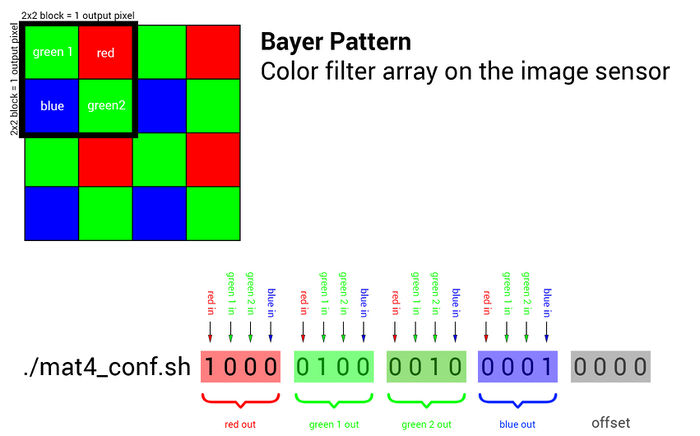 2x2 block = 1 output pixel
2x2 block = 1 output pixel
green 1 red
blue green2
Bayer Pattern
Color filter array on the image sensor
red in green 1 in green 2 in blue in red in green 1 in green 2 in blue in red in green 1 in green 2 in blue in red in green 1 in green 2 in blue in
./mat4_conf.sh 1 0 0 0 0 1 0 0 0 0 1 0 0 0 0 1 0 0 0 0
red out green 1 out green 2 out blue out offset